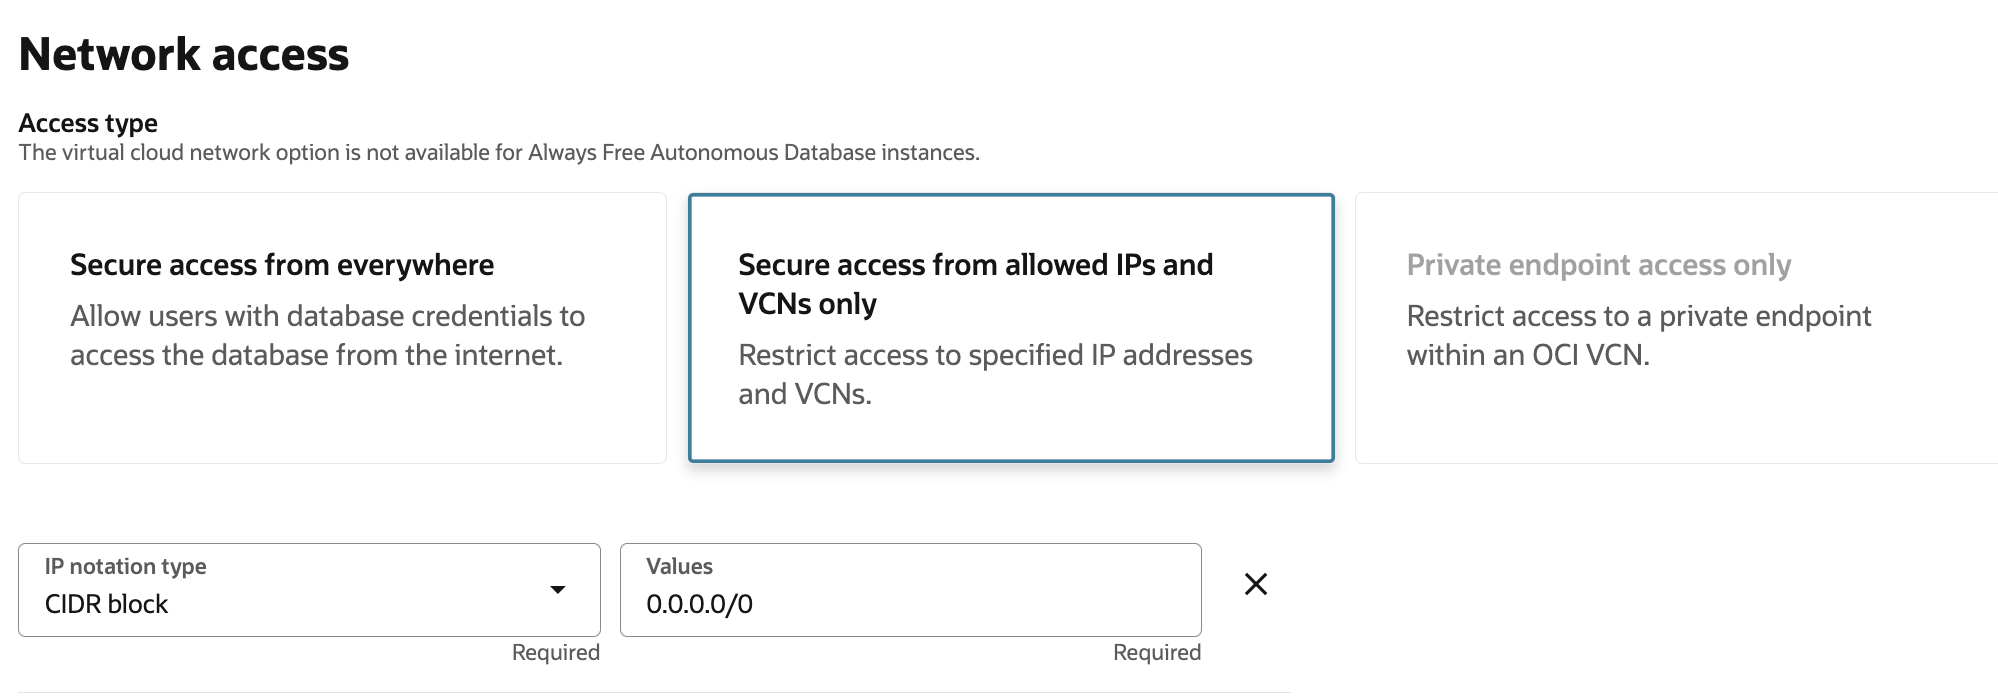 Network access
Access type
The virtual cloud network option is not available for Always Free Autonomous Database instances.
Secure access from everywhere
Allow users with database credentials to
access the database from the internet.
Secure access from allowed IPs and
VCNs only
Restrict access to specified IP addresses
and VCNs.
Private endpoint access only
Restrict access to a private endpoint
within an OCI VCN.
IP notation type
CIDR block
Required
Values
0.0.0.0/0
Required